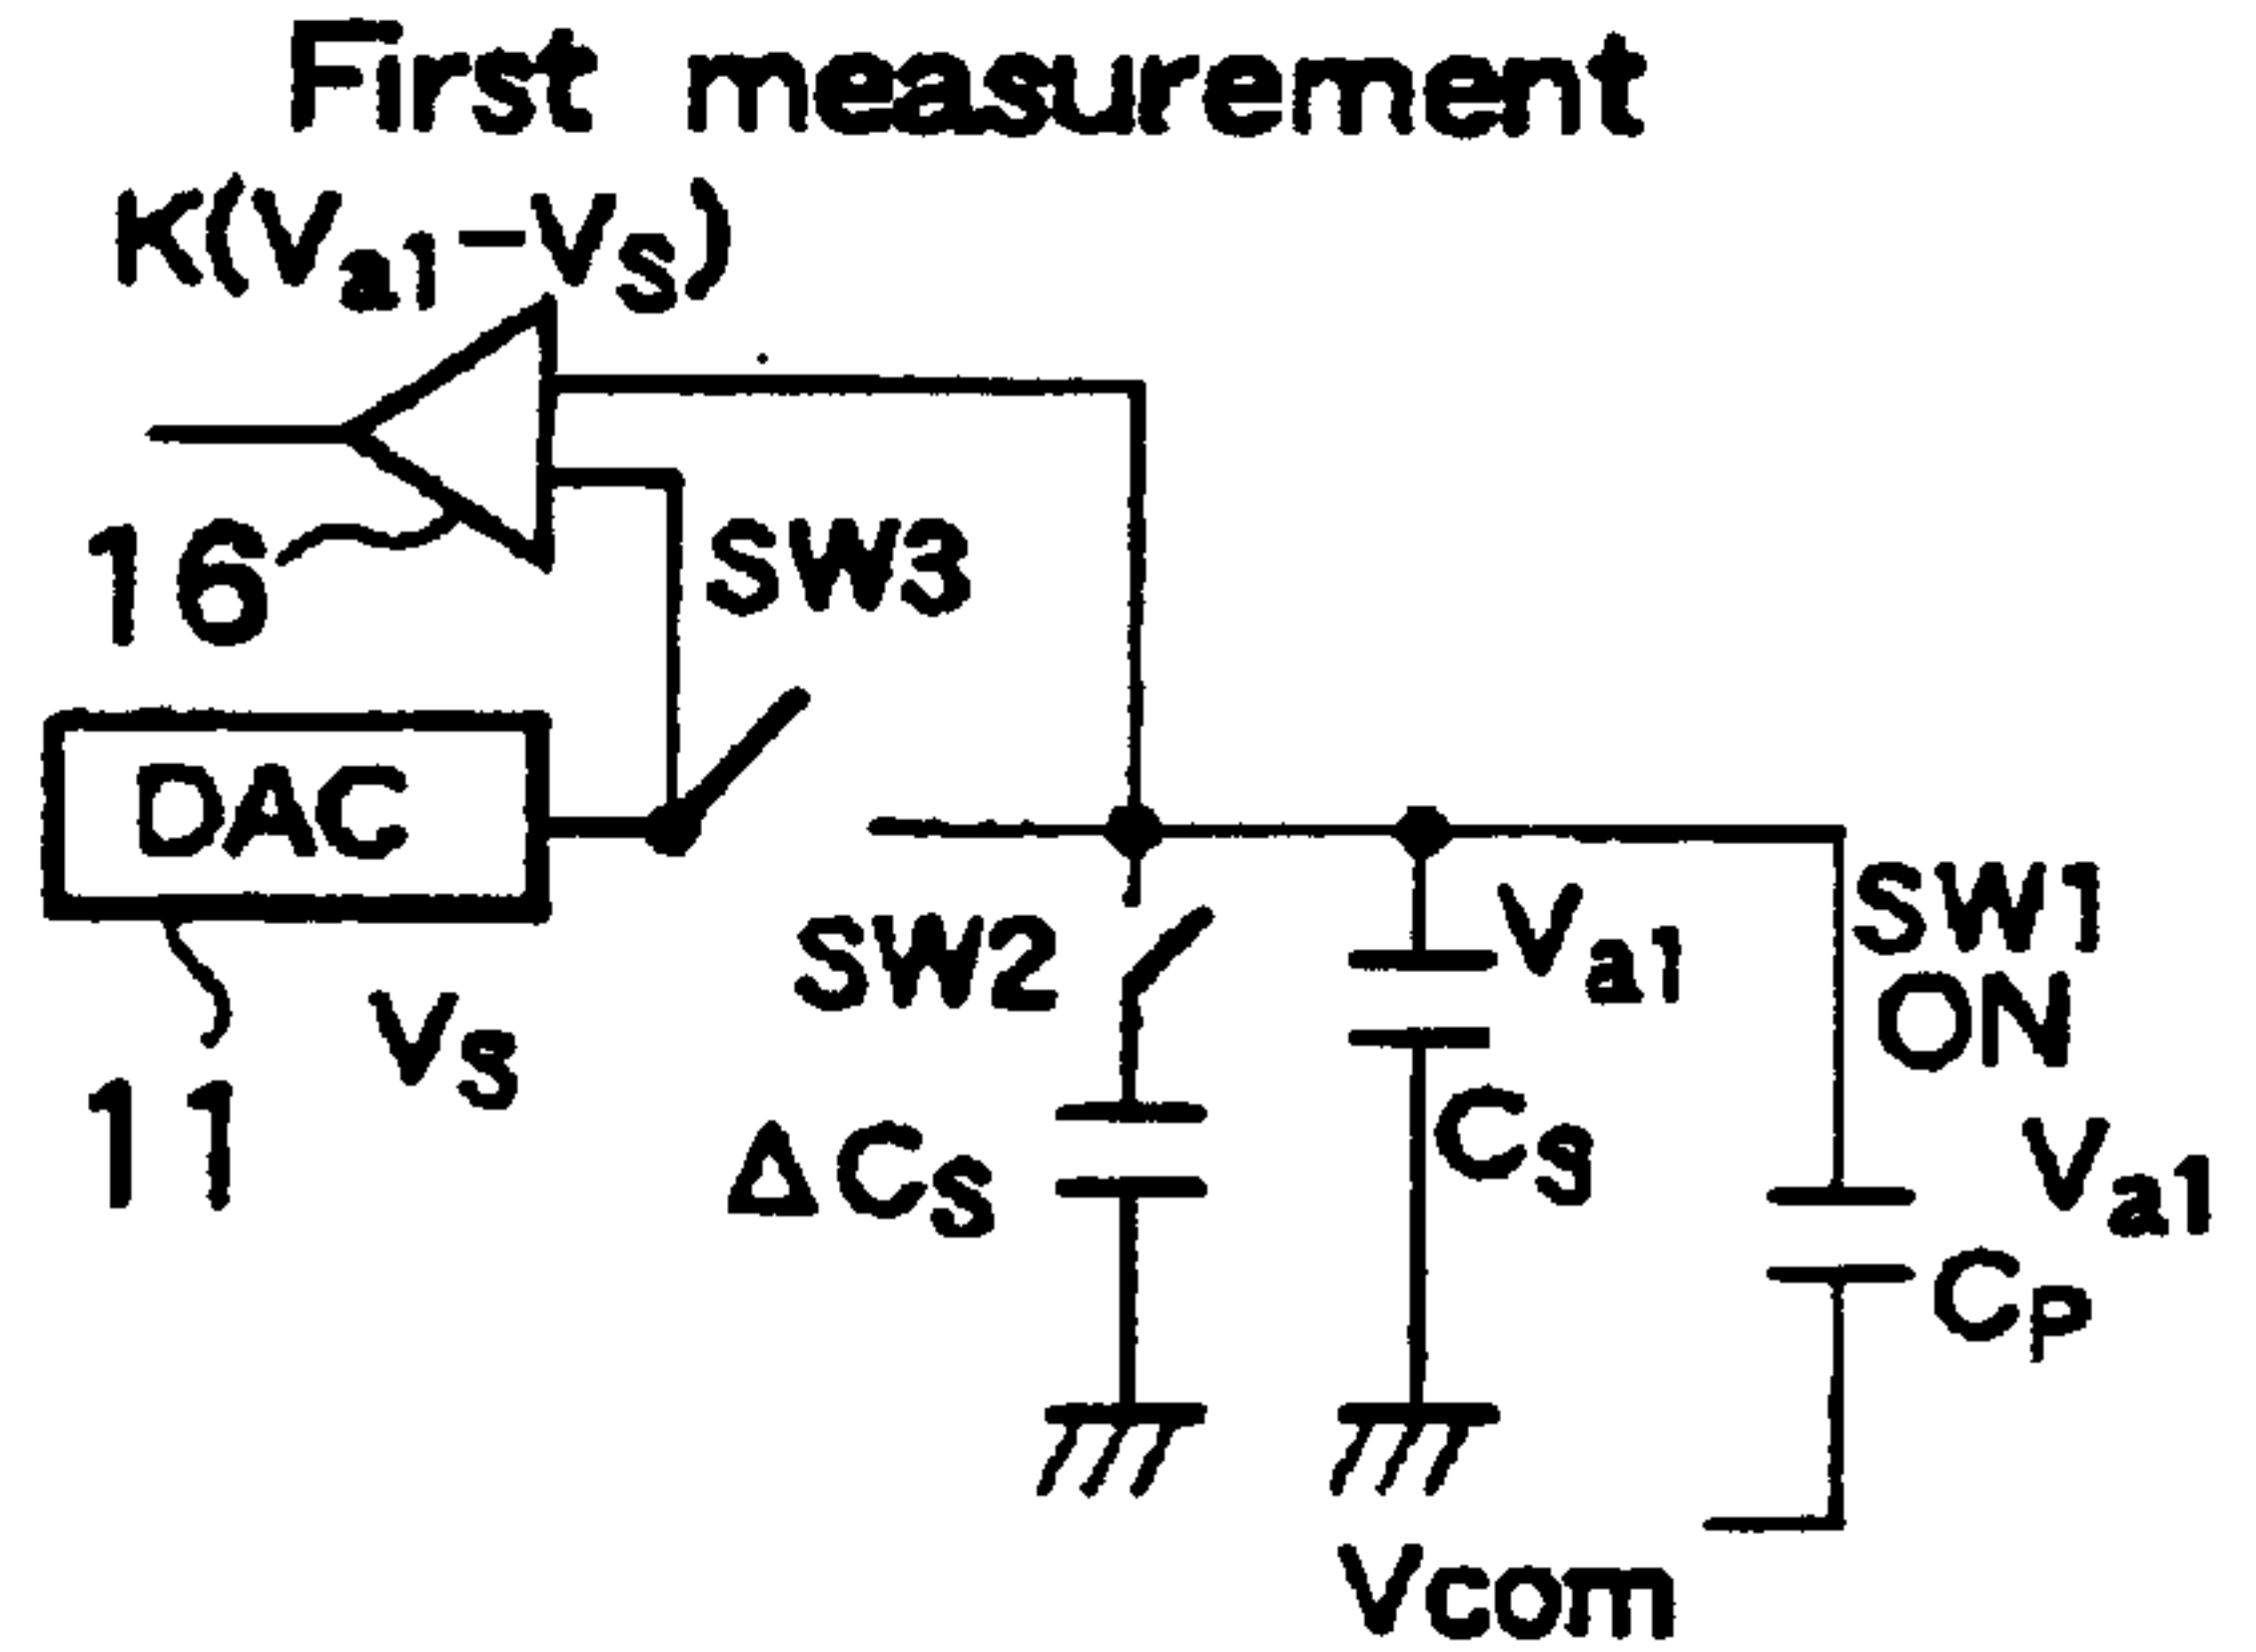 First measurement
K(Va1-Vs)
16
SW3
DAC
11
Vs
SW2
ΔCs
Va1
Cs
SW1
ON
Va1
Cp
Vcom